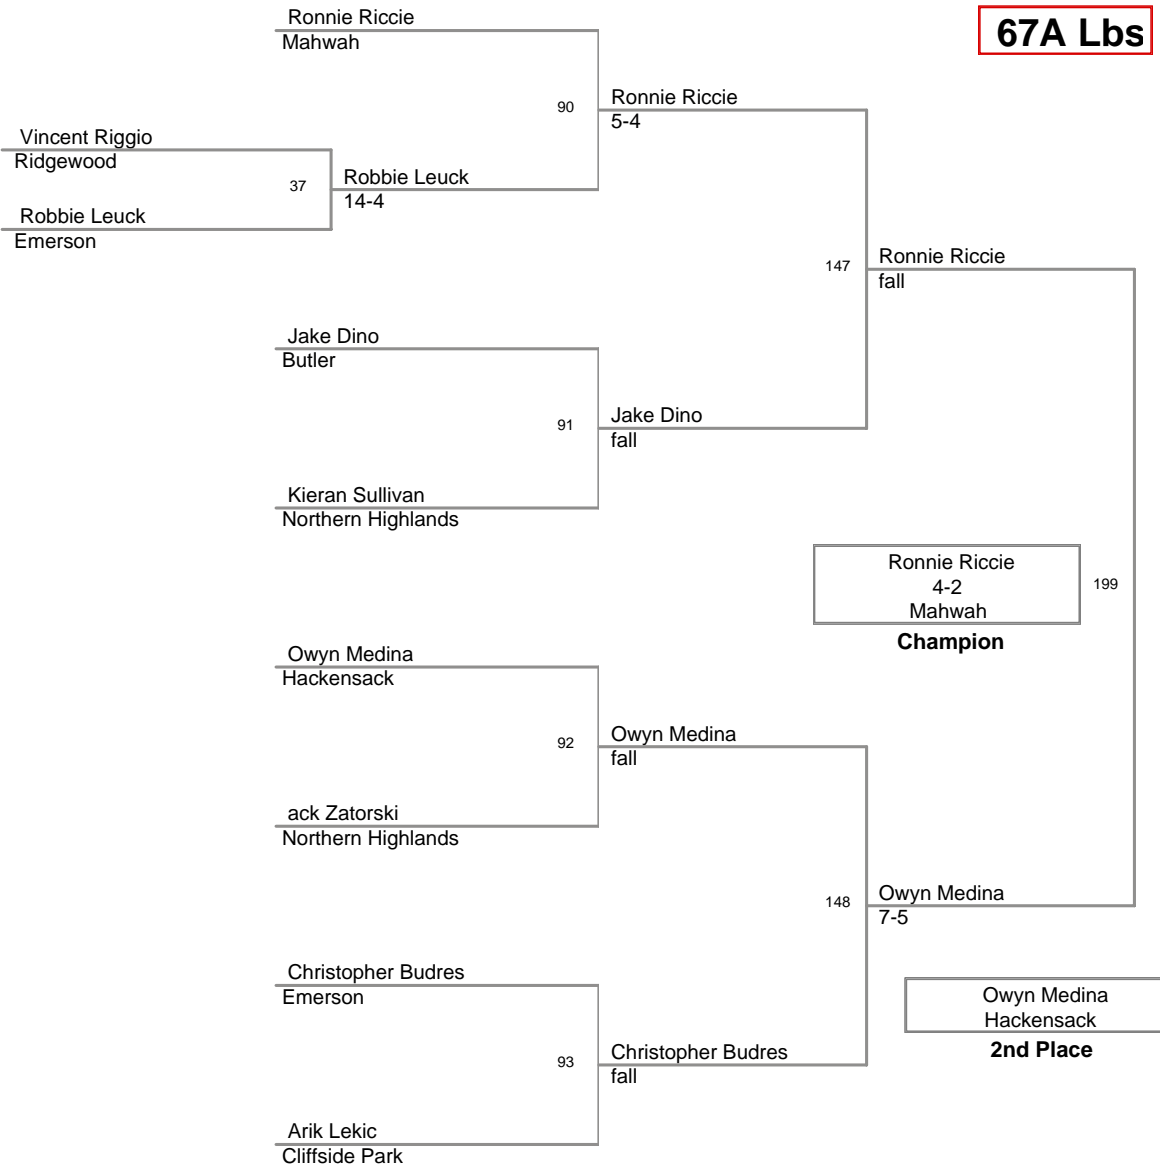 Ronnie Riccie
Mahwah
67A Lbs
90
Ronnie Riccie
5-4
Vincent Riggio
Ridgewood
37
Robbie Leuck
14-4
Robbie Leuck
Emerson
147
Ronnie Riccie
fall
Jake Dino
Butler
91
Jake Dino
fall
Kieran Sullivan
Northern Highlands
Ronnie Riccie
4-2
Mahwah
199
Champion
Owyn Medina
Hackensack
92
Owyn Medina
fall
ack Zatorski
Northern Highlands
148
Owyn Medina
7-5
Christopher Budres
Emerson
Owyn Medina
Hackensack
2nd Place
93
Christopher Budres
fall
Arik Lekic
Cliffside Park